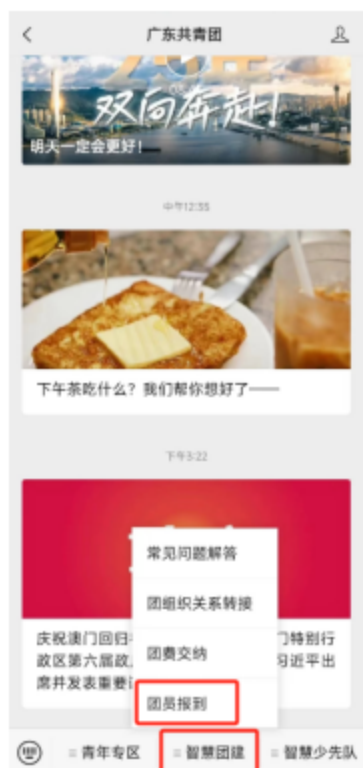 广东共青团
双向奔赴!
明天一定会更好!
中午12:55
下午茶吃什么？我们帮你想好了——
下午3:22
常见问题解答
团组织关系转接
团费交纳
团员报到
庆祝澳门回归
门特别行
政区第六届政
习近平出
席并发表重要
青年专区
智慧团建
智慧少先队